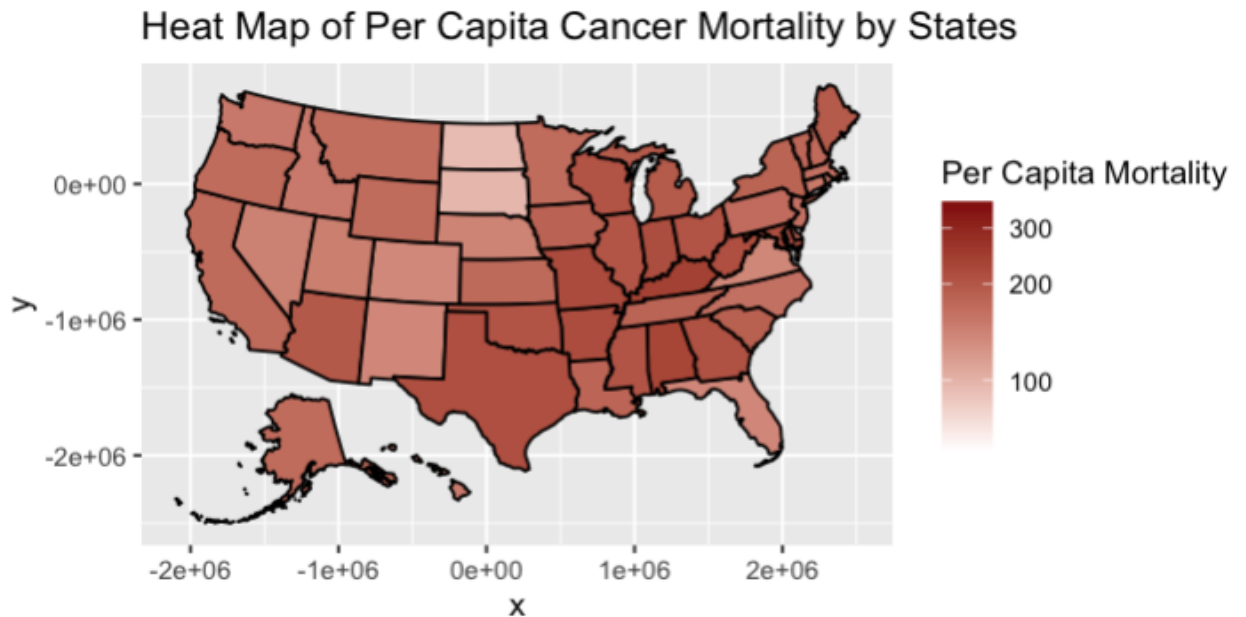 Heat Map of Per Capita Cancer Mortality by States
Per Capita Mortality
300
200
100
y
0e+00
-1e+06
-2e+06
-2e+06
-1e+06
0e+00
1e+06
2e+06
x